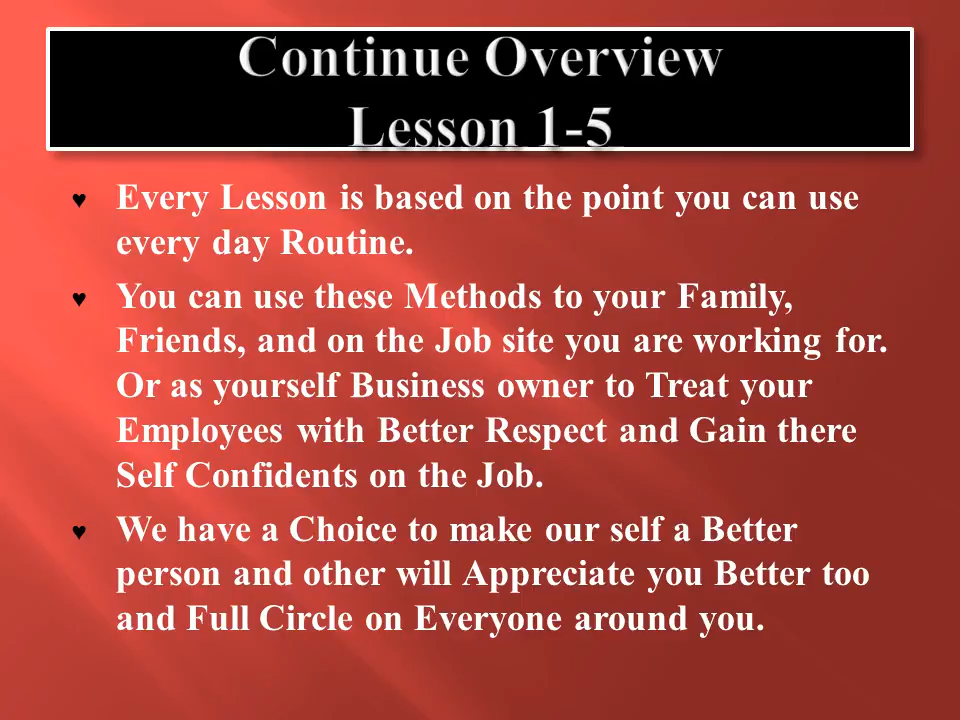 Continue Overview
Lesson 1-5
♥ Every Lesson is based on the point you can use
every day Routine.
♥ You can use these Methods to your Family,
Friends, and on the Job site you are working for.
Or as yourself Business owner to Treat your
Employees with Better Respect and Gain there
Self Confidents on the Job.
♥ We have a Choice to make our self a Better
person and other will Appreciate you Better too
and Full Circle on Everyone around you.